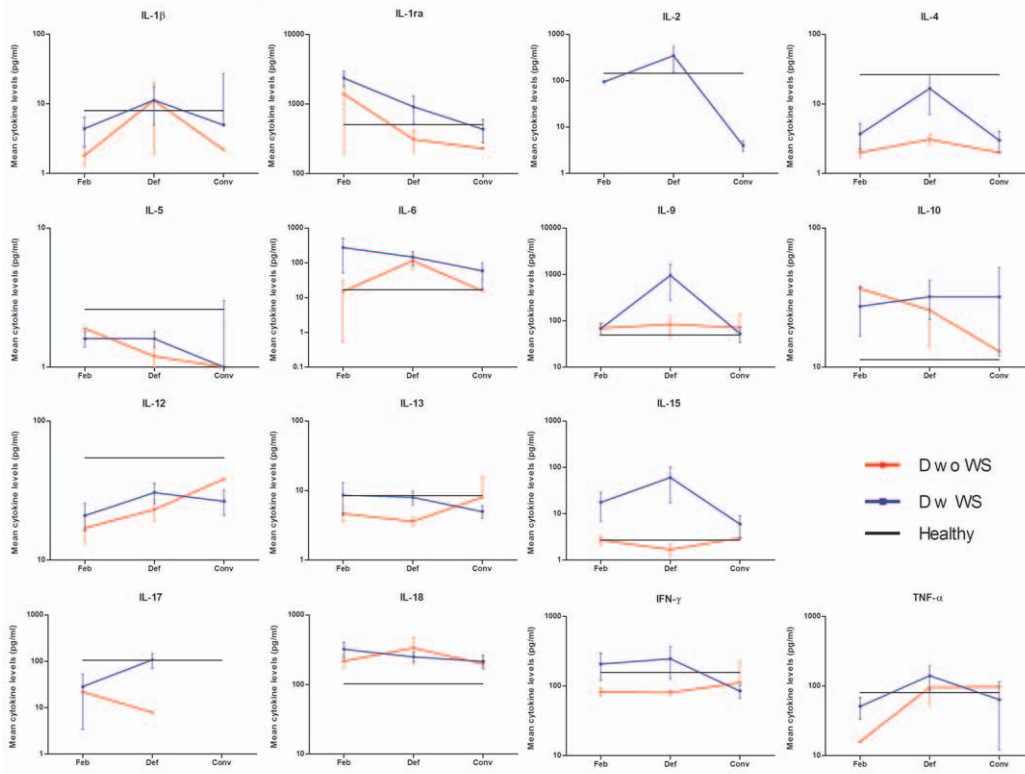 IL-1β
100
10
1
Mean cytokine levels (pg/ml)
Feb Def Conv
IL-1ra
10000
1000
100
Mean cytokine levels (pg/ml)
Feb Def Conv
IL-2
1000
100
10
1
Mean cytokine levels (pg/ml)
Feb Def Conv
IL-4
100
10
1
Mean cytokine levels (pg/ml)
Feb Def Conv
IL-5
10
1
Mean cytokine levels (pg/ml)
Feb Def Conv
IL-6
1000
100
10
1
0.1
Mean cytokine levels (pg/ml)
Feb Def Conv
IL-9
10000
1000
100
10
Mean cytokine levels (pg/ml)
Feb Def Conv
IL-10
100
10
Mean cytokine levels (pg/ml)
Feb Def Conv
IL-12
100
10
Mean cytokine levels (pg/ml)
Feb Def Conv
IL-13
100
10
1
Mean cytokine levels (pg/ml)
Feb Def Conv
IL-15
100
10
1
Mean cytokine levels (pg/ml)
Feb Def Conv
D w o WS
D w WS
Healthy
IL-17
1000
100
10
1
Mean cytokine levels (pg/ml)
Feb Def Conv
IL-18
1000
100
10
Mean cytokine levels (pg/ml)
Feb Def Conv
IFN-γ
1000
100
10
Mean cytokine levels (pg/ml)
Feb Def Conv
TNF-α
1000
100
10
Mean cytokine levels (pg/ml)
Feb Def Conv